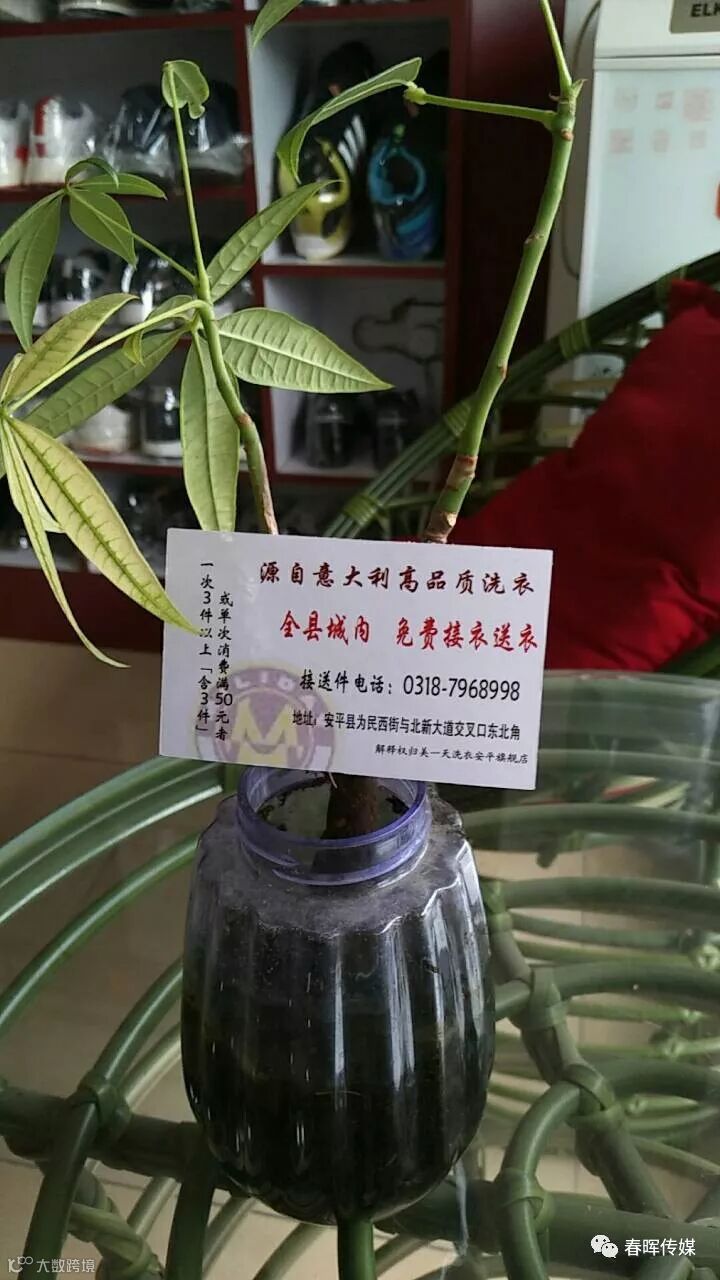 ELK
源自意大利高品质洗衣
全县城内 免费接衣送衣
接送件电话：0318-7968998
地址：安平县为民西街与北新大道交叉口东北角
解释权归美一天洗衣安平旗舰店
或单次消费满50元者
一次3件以上「含3件」
M
春晖传媒
大数跨境